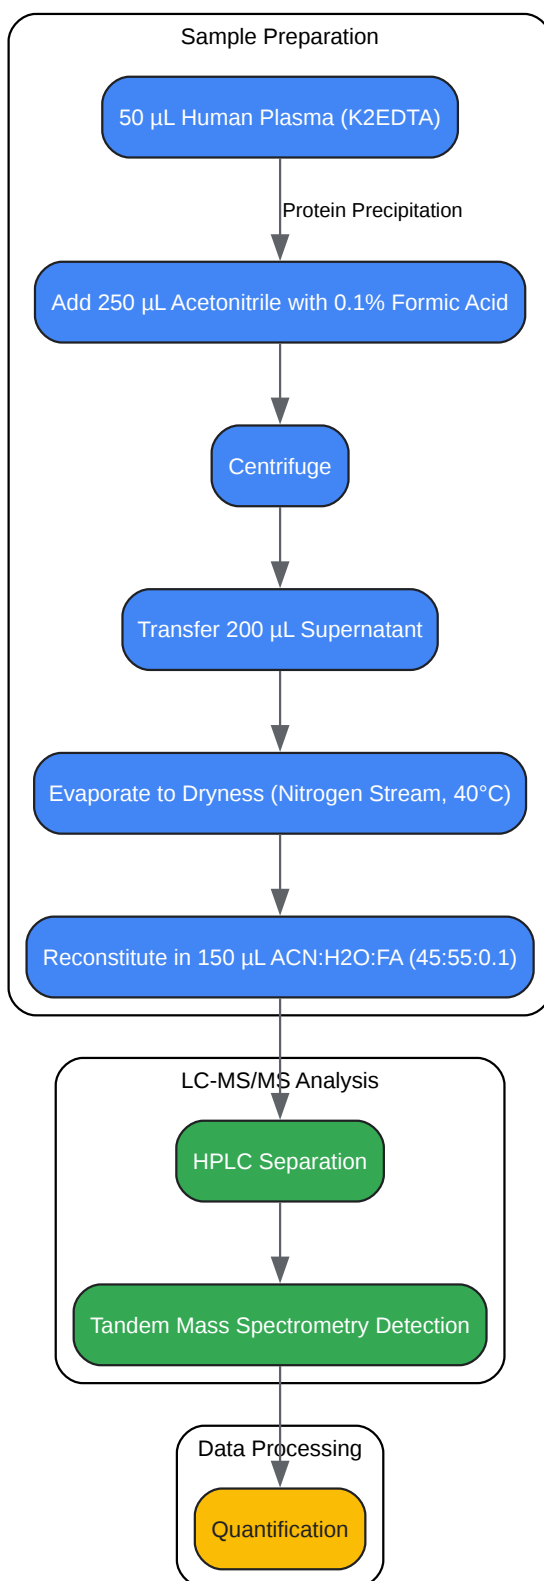 Sample Preparation
50 µL Human Plasma (K2EDTA)
Protein Precipitation
Add 250 µL Acetonitrile with 0.1% Formic Acid
Centrifuge
Transfer 200 µL Supernatant
Evaporate to Dryness (Nitrogen Stream, 40°C)
Reconstitute in 150 µL ACN:H2O:FA (45:55:0.1)
LC-MS/MS Analysis
HPLC Separation
Tandem Mass Spectrometry Detection
Data Processing
Quantification